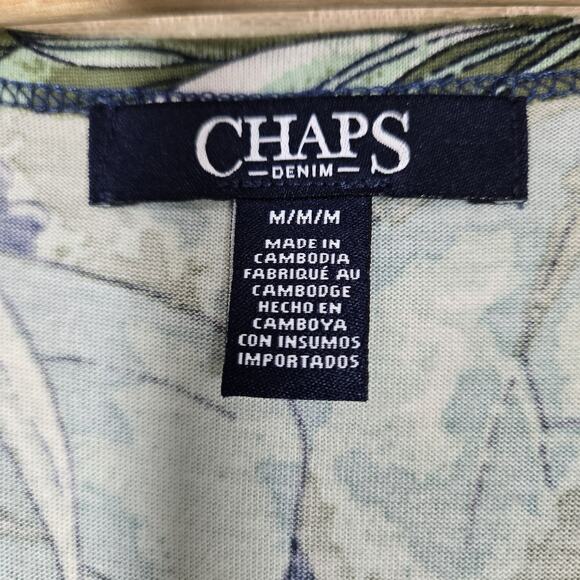 CHAPS
DENIM
M/M/M
MADE IN
CAMBODIA
FABRIQUÉ AU
CAMBODGE
HECHO EN
CAMBOYA
CON INSUMOS
IMPORTADOS